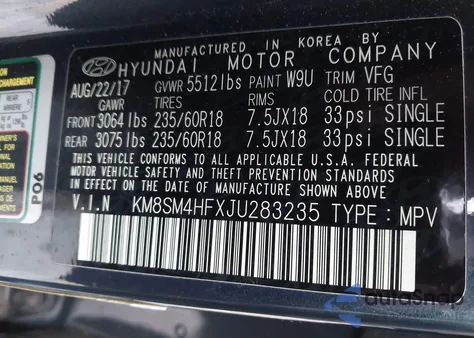 MANUFACTURED IN KOREA BY
HYUNDAI MOTOR COMPANY
AUG/22/17 GVWR 5512lbs PAINT W9U TRIM VFG
GAWR TIRES RIMS COLD TIRE INFL
FRONT 3064lbs 235/60R18 7.5JX18 33psi SINGLE
REAR 3075lbs 235/60R18 7.5JX18 33psi SINGLE
THIS VEHICLE CONFORMS TO ALL APPLICABLE U.S.A. FEDERAL
MOTOR VEHICLE SAFETY, BUMPER, AND THEFT PREVENTION
STANDARDS IN EFFECT ON THE DATE OF
MANUFACTURE SHOWN ABOVE.
V.I.N KM8SM4HFXJU283235 TYPE : MPV
P06
REAR